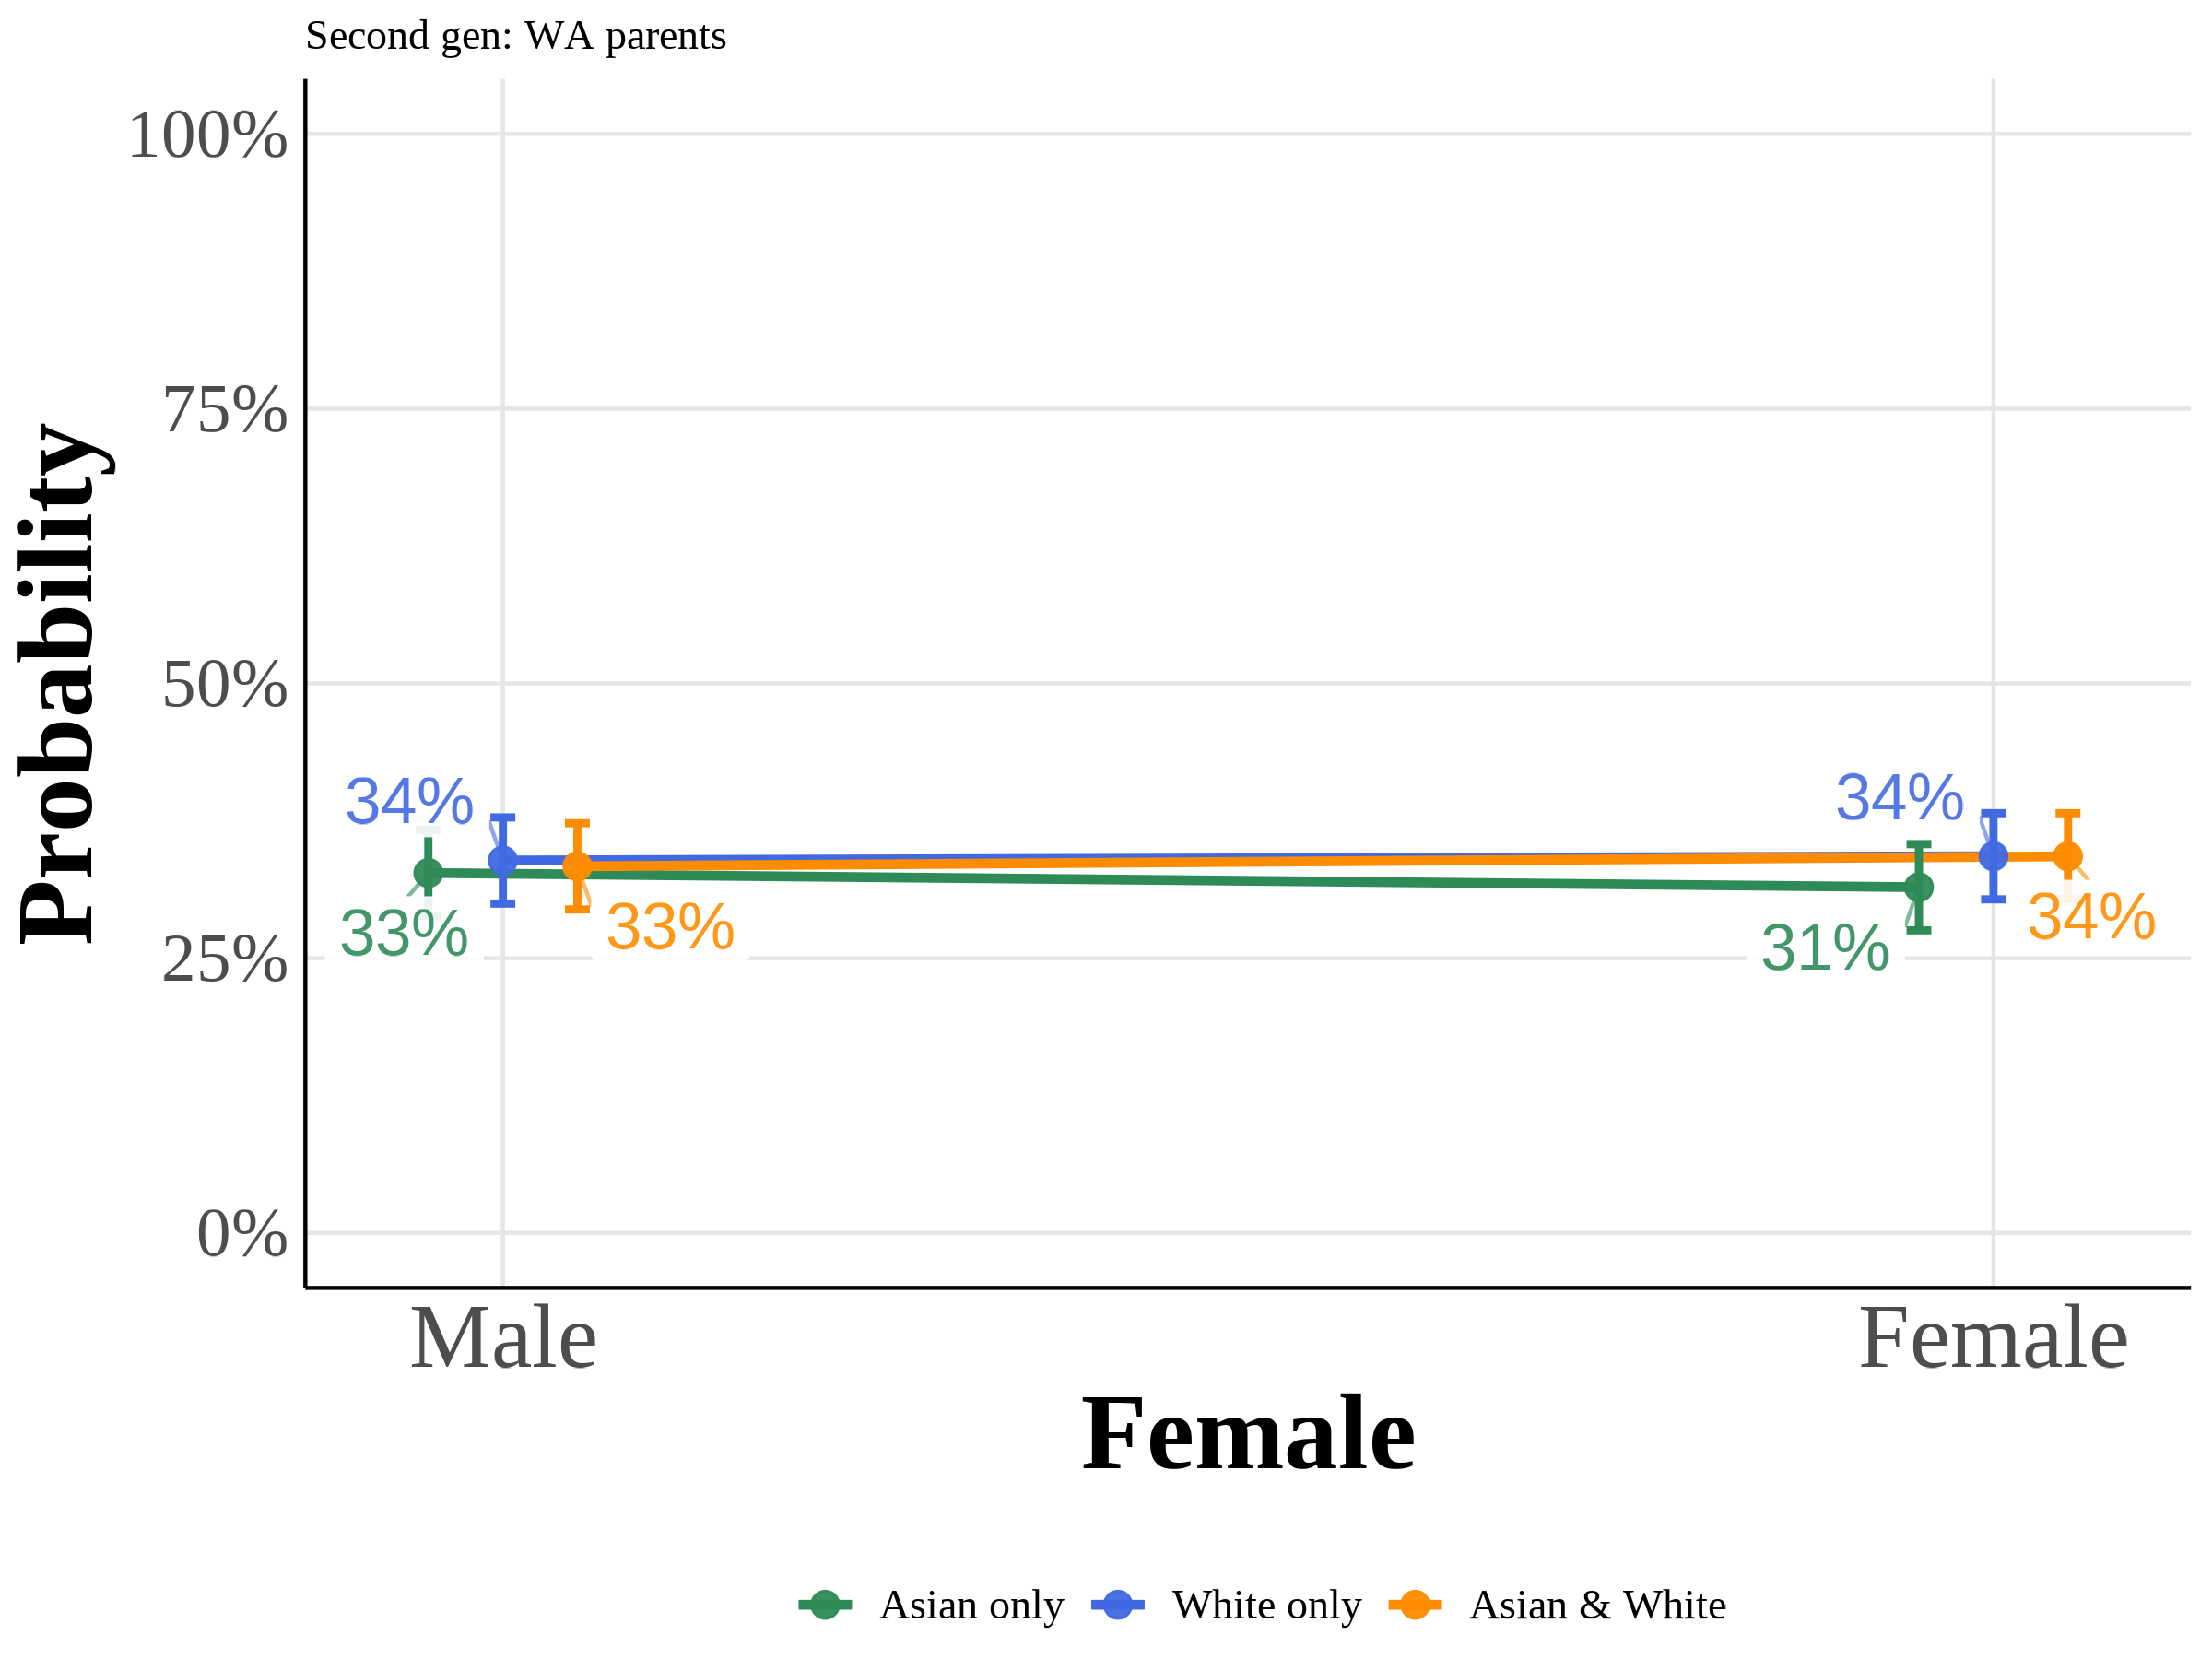 Second gen: WA parents
Probability
100%
75%
50%
25%
0%
34%
33%
33%
34%
31%
34%
Male
Female
Female
Asian only
White only
Asian & White